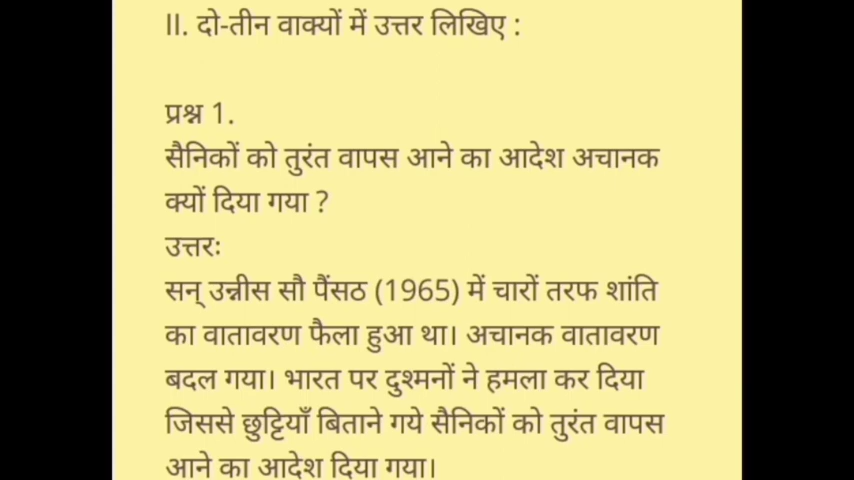 II. दो-तीन वाक्यों में उत्तर लिखिए :
प्रश्न 1.
सैनिकों को तुरंत वापस आने का आदेश अचानक
क्यों दिया गया ?
उत्तरः
सन् उन्नीस सौ पैंसठ (1965) में चारों तरफ शांति
का वातावरण फैला हुआ था। अचानक वातावरण
बदल गया। भारत पर दुश्मनों ने हमला कर दिया
जिससे छुट्टियाँ बिताने गये सैनिकों को तुरंत वापस
आने का आदेश दिया गया।